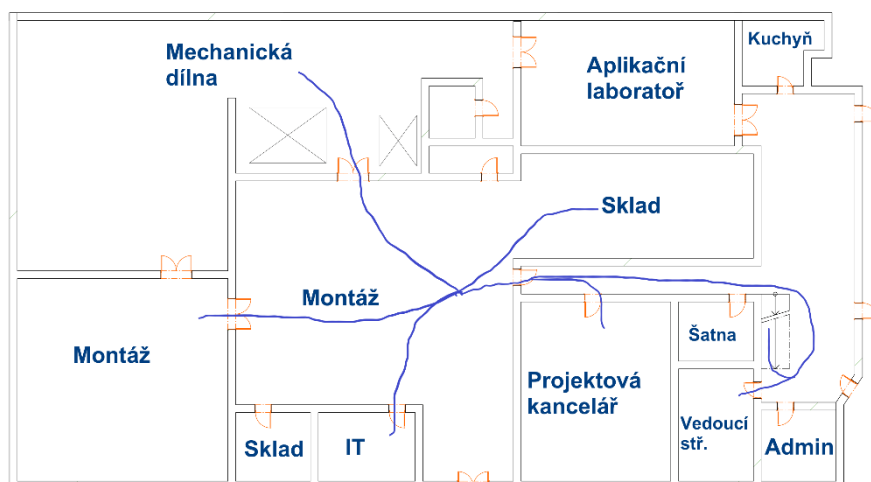 Mechanická
dílna
Aplikační
laboratoř
Kuchyň
Sklad
Montáž
Montáž
Šatna
Projektová
kancelář
Vedoucí
stř.
Admin
Sklad
IT